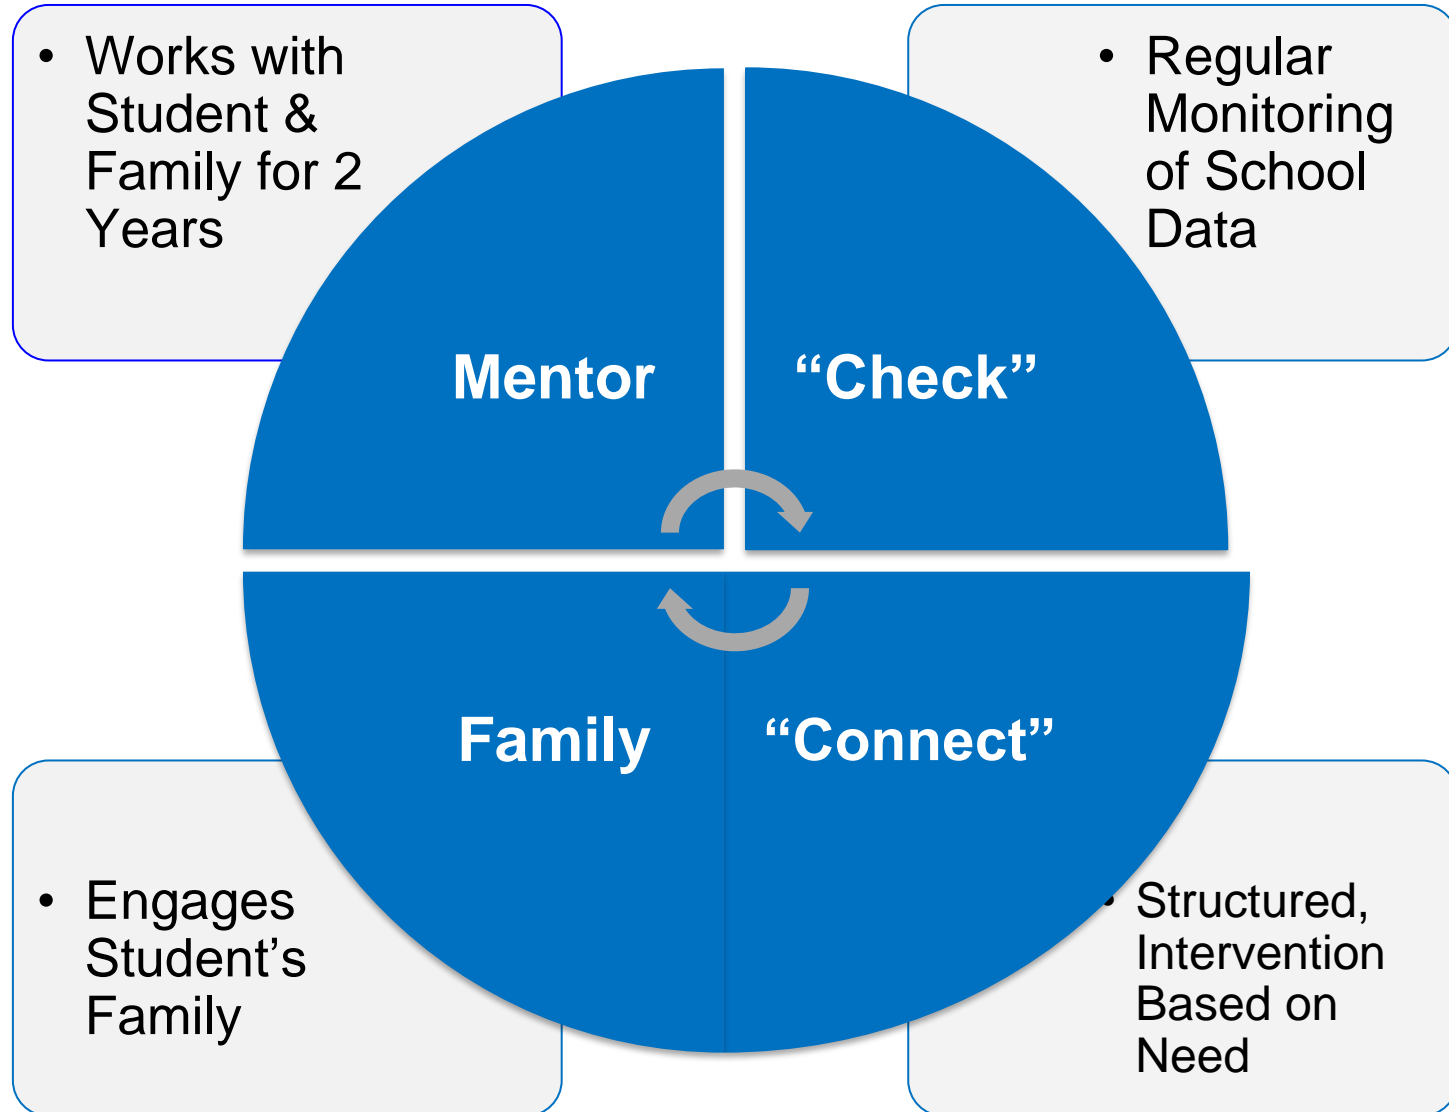 • Works with
Student &
Family for 2
Years
• Regular
Monitoring
of School
Data
Mentor
“Check”
Family
“Connect”
• Engages
Student’s
Family
• Structured,
Intervention
Based on
Need